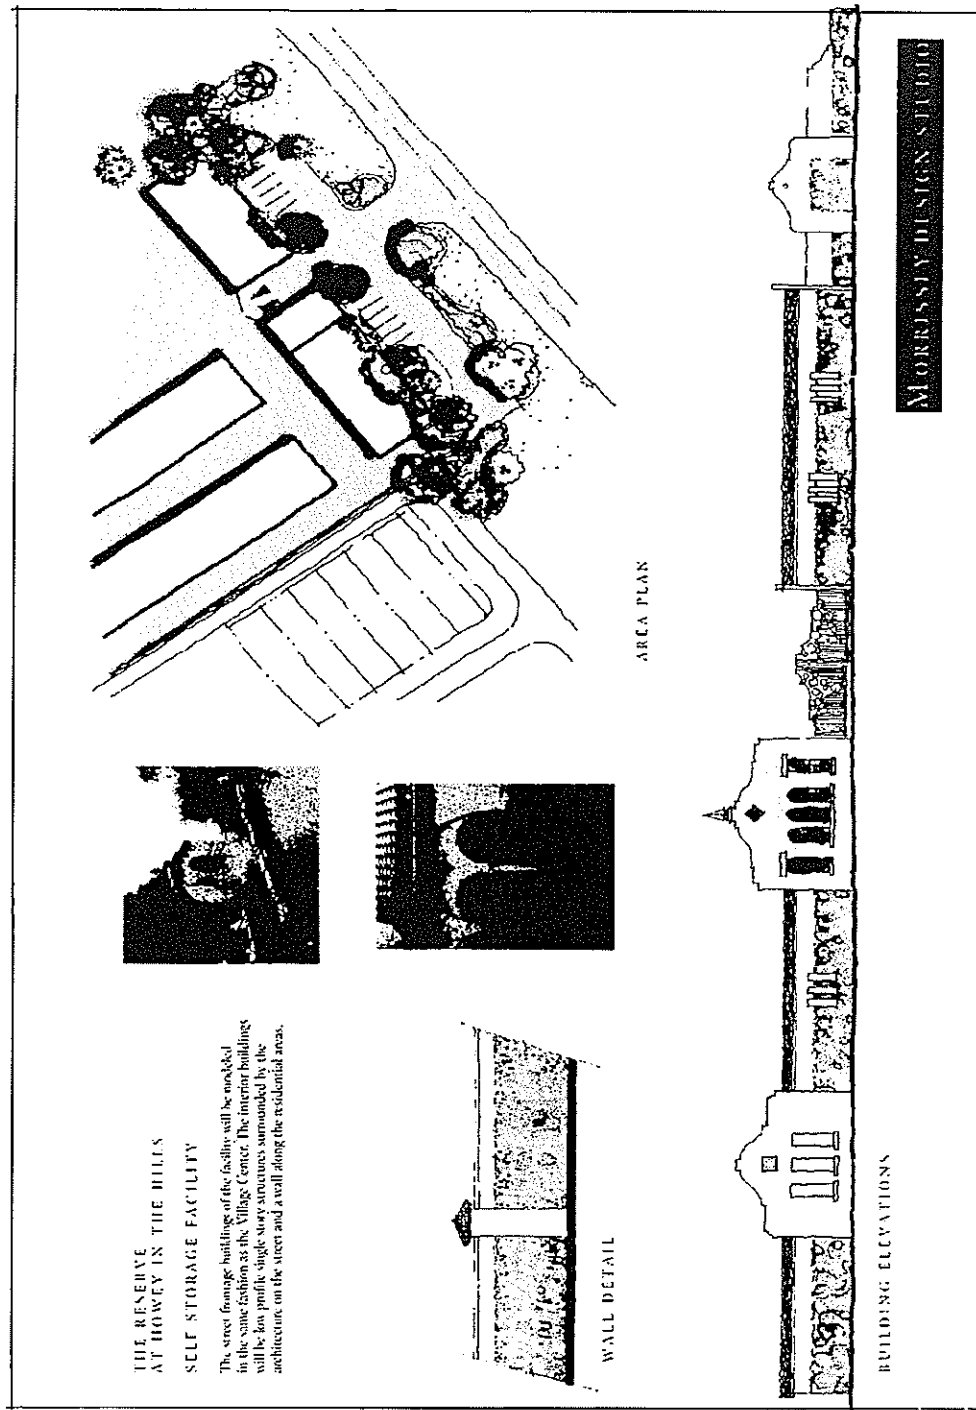 THE RESERVE
AT HOWEY IN THE HILLS
SELF STORAGE FACILITY
The street frontage buildings of the facility will be modeled
in the same fashion as the Village Center. The interior buildings
will be low profile single story structures surrounded by the
architecture on the street and a wall along the residential areas.
WALL DETAIL
AREA PLAN
BUILDING ELEVATIONS
MORRISSEY DESIGN STUDIO